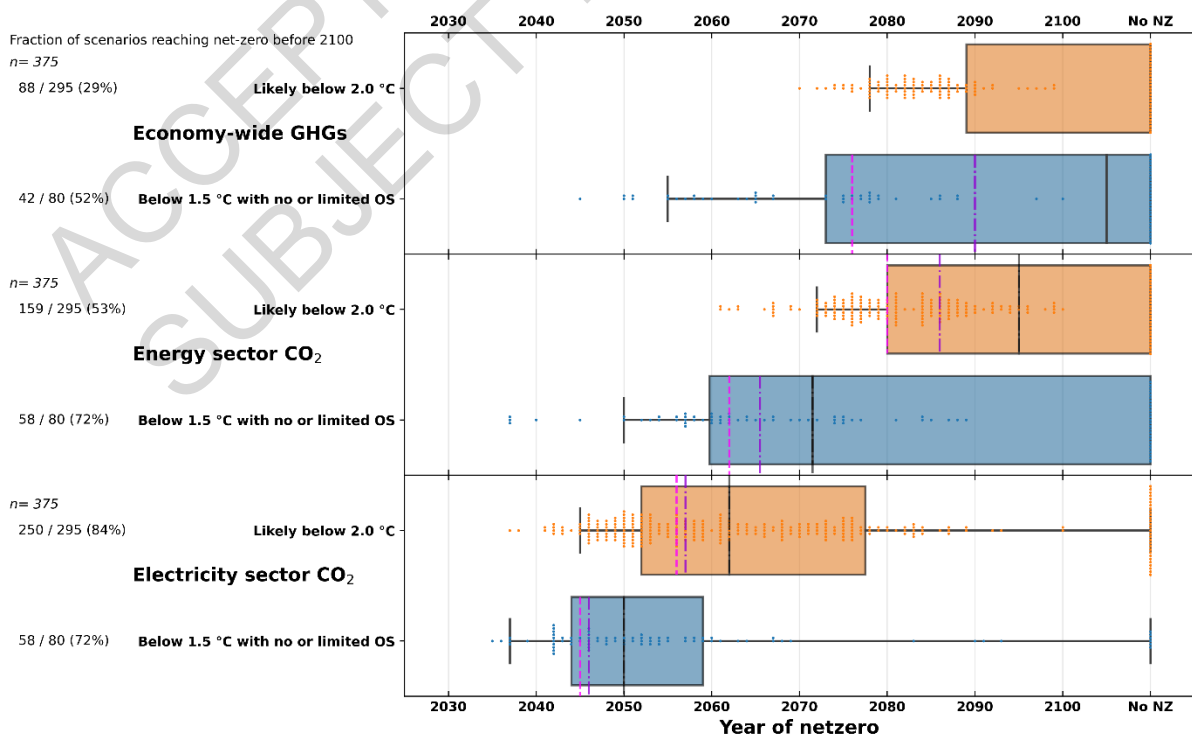 2030 2040 2050 2060 2070 2080 2090 2100 No NZ
Fraction of scenarios reaching net-zero before 2100
n= 375
88 / 295 (29%) Likely below 2.0 °C
Economy-wide GHGs
42 / 80 (52%) Below 1.5 °C with no or limited OS
n= 375
159 / 295 (53%) Likely below 2.0 °C
Energy sector CO₂
58 / 80 (72%) Below 1.5 °C with no or limited OS
n= 375
250 / 295 (84%) Likely below 2.0 °C
Electricity sector CO₂
58 / 80 (72%) Below 1.5 °C with no or limited OS
2030 2040 2050 2060 2070 2080 2090 2100 No NZ
Year of netzero
ACCEPT
SUBJECT